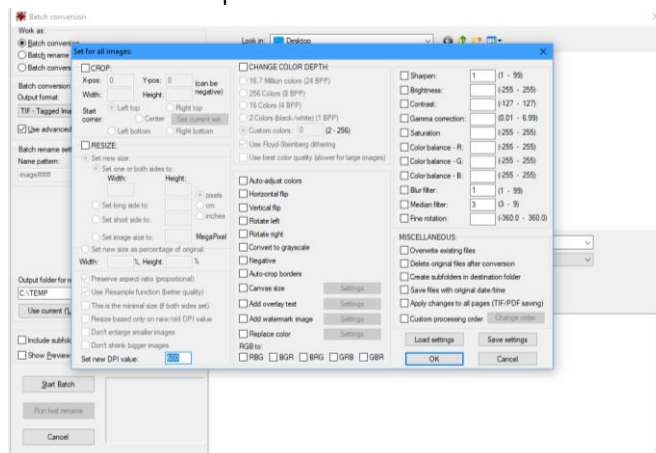 Batch conversion
Work as:
Look in: Desktop
Batch conversion
Batch rename
Batch convers
Batch conversion
Output format:
TIF - Tagged Ima
Use advanced
Batch rename set
Name pattern:
Output folder for
C:\TEMP
Use current
Include subfol
Show Preview
Start Batch
Run test rename
Cancel
Set for all images:
CROP:
X-pos: 0 Y-pos: 0 (can be negative)
Width: Height:
Start corner: Left top Right top
Center Get current sel.
Left bottom Right bottom
RESIZE:
Set new size:
Set one or both sides to:
Width: Height:
pixels
Set long side to: cm
Set short side to: inches
Set image size to: MegaPixel
Set new size as percentage of original:
Width: %, Height: %
Preserve aspect ratio (proportional)
Use Resample function (better quality)
This is the minimal size (if both sides set)
Resize based only on new/old DPI value
Don't enlarge smaller images
Don't shrink bigger images
Set new DPI value: 600
CHANGE COLOR DEPTH:
16,7 Million colors (24 BPP)
256 Colors (8 BPP)
16 Colors (4 BPP)
2 Colors (black/white) (1 BPP)
Custom colors: 0 (2 - 256)
Use Floyd-Steinberg dithering
Use best color quality (slower for large images)
Auto-adjust colors
Horizontal flip
Vertical flip
Rotate left
Rotate right
Convert to grayscale
Negative
Auto-crop borders
Canvas size Settings
Add overlay text Settings
Add watermark image Settings
Replace color Settings
RGB to:
RBG BGR BRG GRB GBR
Sharpen: 1 (1 - 99)
Brightness: (-255 - 255)
Contrast: (-127 - 127)
Gamma correction: (0.01 - 6.99)
Saturation (-255 - 255)
Color balance - R: (-255 - 255)
Color balance - G: (-255 - 255)
Color balance - B: (-255 - 255)
Blur filter: 1 (1 - 99)
Median filter: 3 (3 - 9)
Fine rotation: (-360.0 - 360.0)
MISCELLANEOUS:
Overwrite existing files
Delete original files after conversion
Create subfolders in destination folder
Save files with original date/time
Apply changes to all pages (TIF/PDF saving)
Custom processing order Change order
Load settings Save settings
OK Cancel